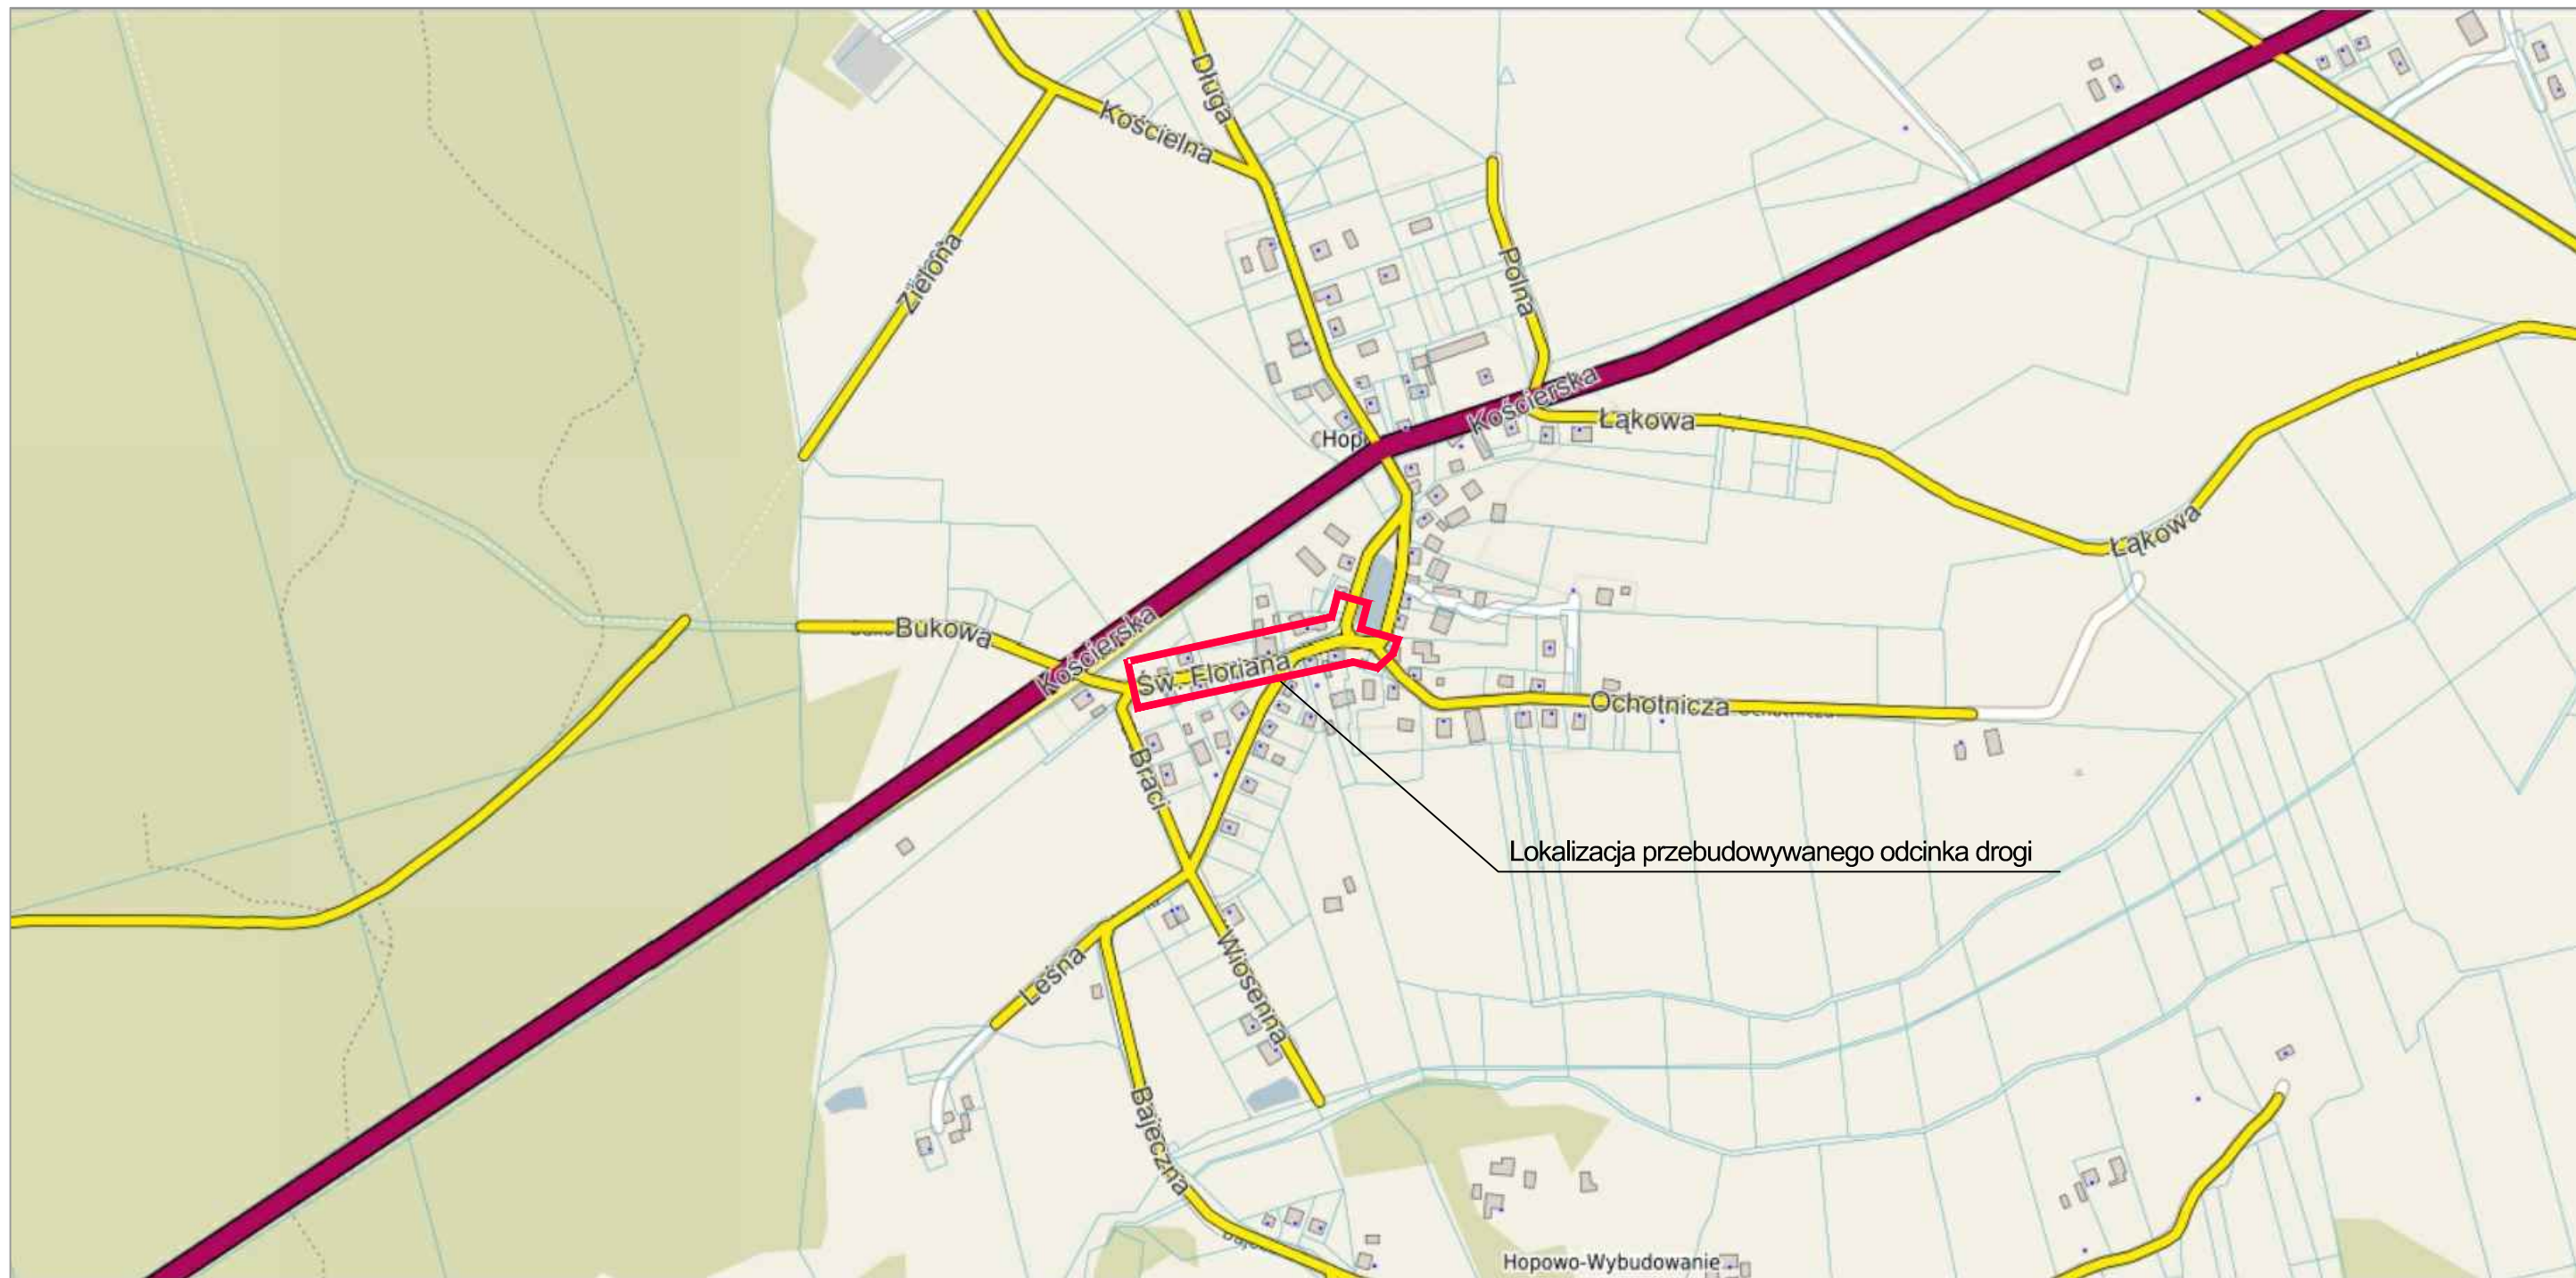 Długa
Kościelna
Zielona
Polna
Kościerska
Łąkowa
Łąkowa
Bukowa
Kościerska
Św. Floriana
Ochotnicza
Ochotnicza
Braci
Lokalizacja przebudowywanego odcinka drogi
Leśna
Wiosenna
Bajeczna
Hopowo-Wybudowanie